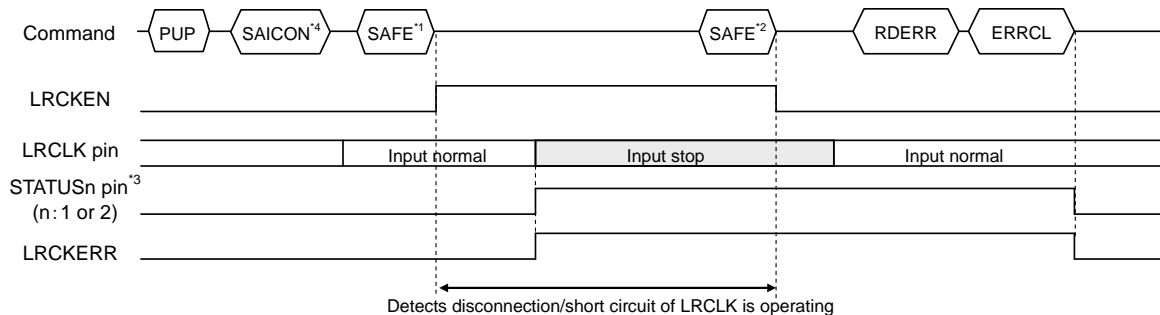 Command PUP SAICON*4 SAFE*1 SAFE*2 RDERR ERRCL
LRCKEN
LRCLK pin Input normal Input stop Input normal
STATUSn pin*3
(n:1 or 2)
LRCKERR
Detects disconnection/short circuit of LRCLK is operating